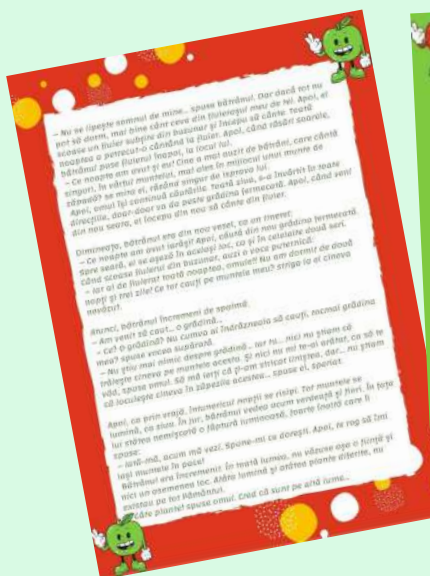 – Nu se lipește somnul de mine... spuse bătrânul. Dar dacă tot nu
pot să dorm, mai bine cânt ceva din fluierașul meu de fel. Apoi, el
scoase un fluier subțire din buzunar și începu să cânte. Toată
noaptea a petrecut-o cântând la fluier. Apoi, când răsări soarele,
bătrânul puse fluierul înapoi, la locul lui.
– Ce noapte am avut și eu! Cine a mai auzit de bătrâni, care cântă
singuri, în vârful muntelui, mai ales în mijlocul unui munte de
zăpadă? se mira el, râzând singur de isprava lui.
Apoi, omul își continuă căutările. Toată ziua, s-a învârtit în toate
direcțiile, doar-doar va da peste grădina fermecată. Apoi, când veni
din nou seara, el începu din nou să cânte din fluier.
Dimineața, bătrânul era din nou vesel, ca un tinerel.
– Ce noapte am avut iarăși! Apoi, căută din nou grădina fermecată.
Spre seară, el se așeză în același loc, ca și în celelalte două seri.
când scoase fluierul din buzunar, auzi o voce puternică:
– Iar ai de fluierat toată noaptea, omule!! Nu am dormit de două
nopți și trei zile! Ce tot cauți pe muntele meu? striga la el cineva
nevăzut.
Atunci, bătrânul încremeni de spaimă.
– Am venit să caut... o grădină...
– Ce? O grădină? Nu cumva ai îndrăzneala să cauți, tocmai grădina
mea? spuse vocea supărată.
– Nu știu mai nimic despre grădină... Iar tu... nici nu știam că
trăiește cineva pe muntele acesta. Și nici nu mi te-ai arătat, ca să te
văd, spuse omul. Să mă ierți că ți-am stricat liniștea, dar... nu știam
că locuiește cineva în zăpezile acestea... spuse el, speriat.
Apoi, ca prin vrajă, întunericul nopții se risipi. Tot muntele se
lumină, ca ziua. În jur, bătrânul vedea acum verdeață și flori. În fața
lui stătea nemișcată o făptură luminoasă, foarte înaltă care îi
spuse:
– Iată-mă, acum mă vezi. Spune-mi ce dorești. Apoi, te rog să îmi
lași muntele în pace!
Bătrânul era încremenit. În toată lumea, nu văzuse așa o ființă și
nici un asemenea loc. Atâta lumină și atâtea plante diferite, nu
existau pe tot Pământul.
Câte plante! spuse omul. Cred că sunt pe altă lume...